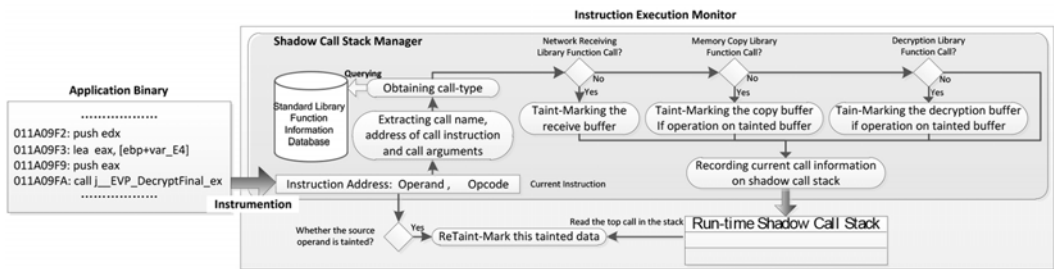 Instruction Execution Monitor
Shadow Call Stack Manager
Network Receiving
Library Function Call?
Memory Copy Library
Function Call?
Decryption Library
Function Call?
Querying
Obtaining call-type
No
No
No
Yes
Yes
Yes
Standard Library
Function
Information
Database
Extracting call name,
address of call instruction
and call arguments
Taint-Marking the
receive buffer
Taint-Marking the copy buffer
If operation on tainted buffer
Tain-Marking the decryption buffer
if operation on tainted buffer
Application Binary
..................
011A09F2: push edx
011A09F3: lea eax, [ebp+var_E4]
011A09F9: push eax
011A09FA: call j__EVP_DecryptFinal_ex
..................
Instrumention
Instruction Address: Operand , Opcode
Current Instruction
Recording current call information
on shadow call stack
Whether the source
operand is tainted?
Yes
ReTaint-Mark this tainted data
Read the top call in the stack
Run-time Shadow Call Stack